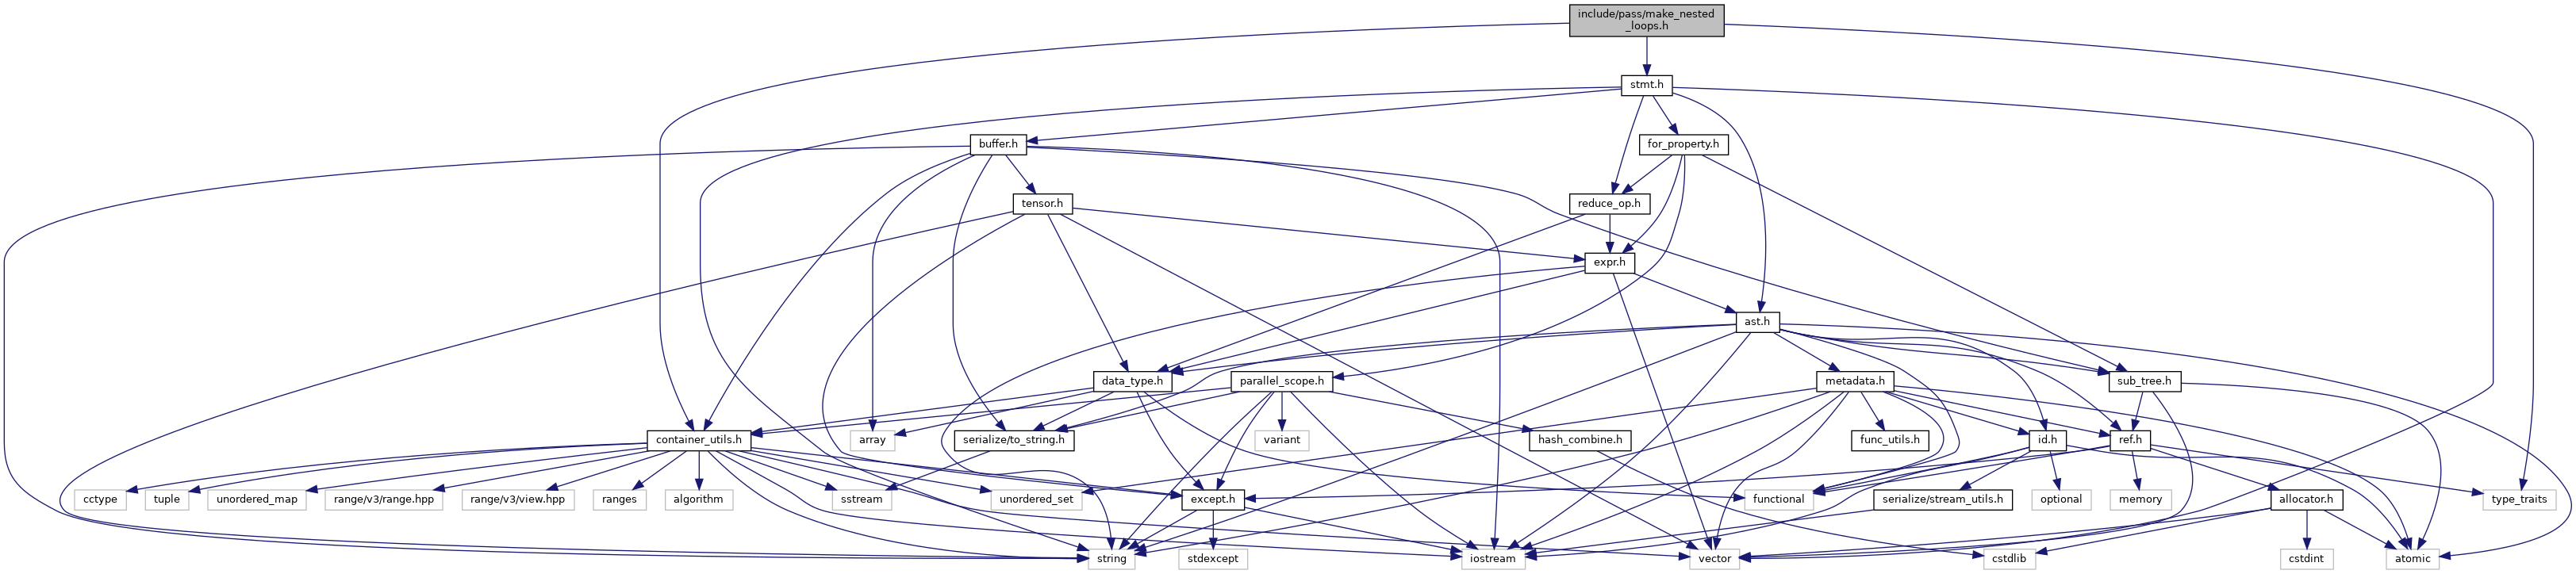 include/pass/make_nested
_loops.h
stmt.h
buffer.h
for_property.h
tensor.h
reduce_op.h
expr.h
ast.h
data_type.h
parallel_scope.h
metadata.h
sub_tree.h
container_utils.h
array
serialize/to_string.h
variant
hash_combine.h
func_utils.h
id.h
ref.h
cctype
tuple
unordered_map
range/v3/range.hpp
range/v3/view.hpp
ranges
algorithm
sstream
unordered_set
except.h
functional
serialize/stream_utils.h
optional
memory
allocator.h
type_traits
string
stdexcept
iostream
vector
cstdlib
cstdint
atomic